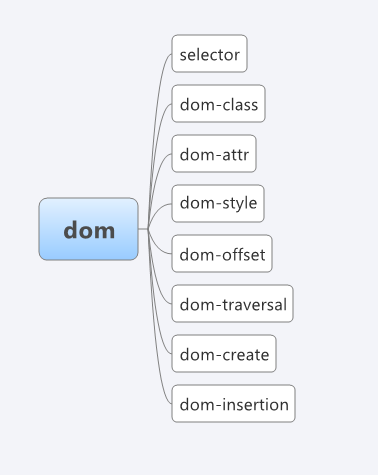 selector
dom-class
dom-attr
dom-style
dom
dom-offset
dom-traversal
dom-create
dom-insertion